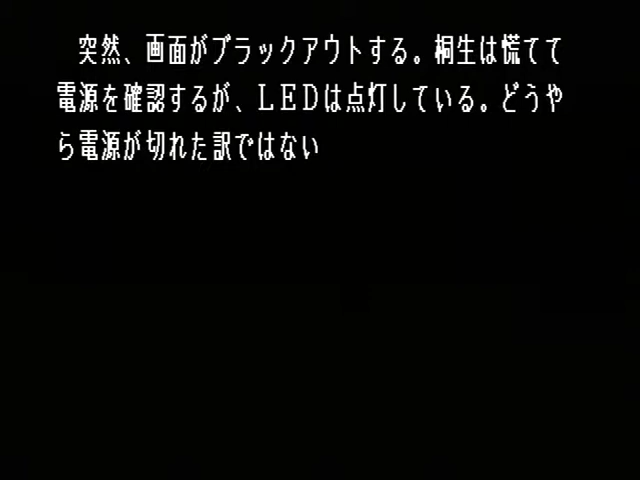 突然、画面がブラックアウトする。桐生は慌てて
電源を確認するが、ＬＥＤは点灯している。どうや
ら電源が切れた訳ではない